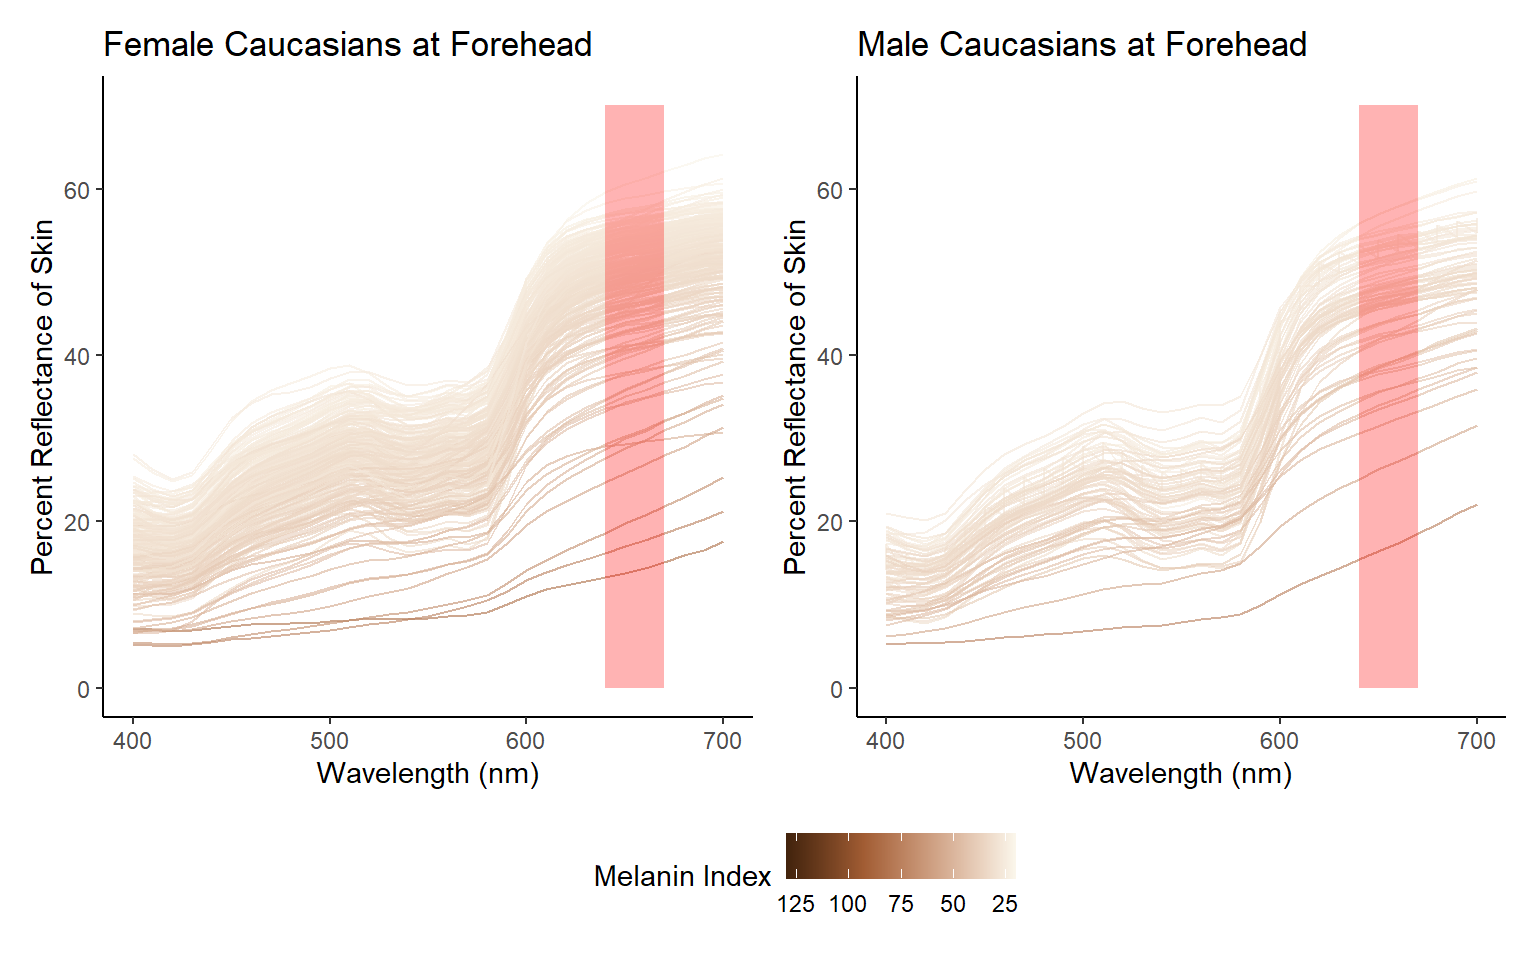 Female Caucasians at Forehead
Percent Reflectance of Skin
60
40
20
0
400 500 600 700
Wavelength (nm)
Male Caucasians at Forehead
Percent Reflectance of Skin
60
40
20
0
400 500 600 700
Wavelength (nm)
Melanin Index
125 100 75 50 25